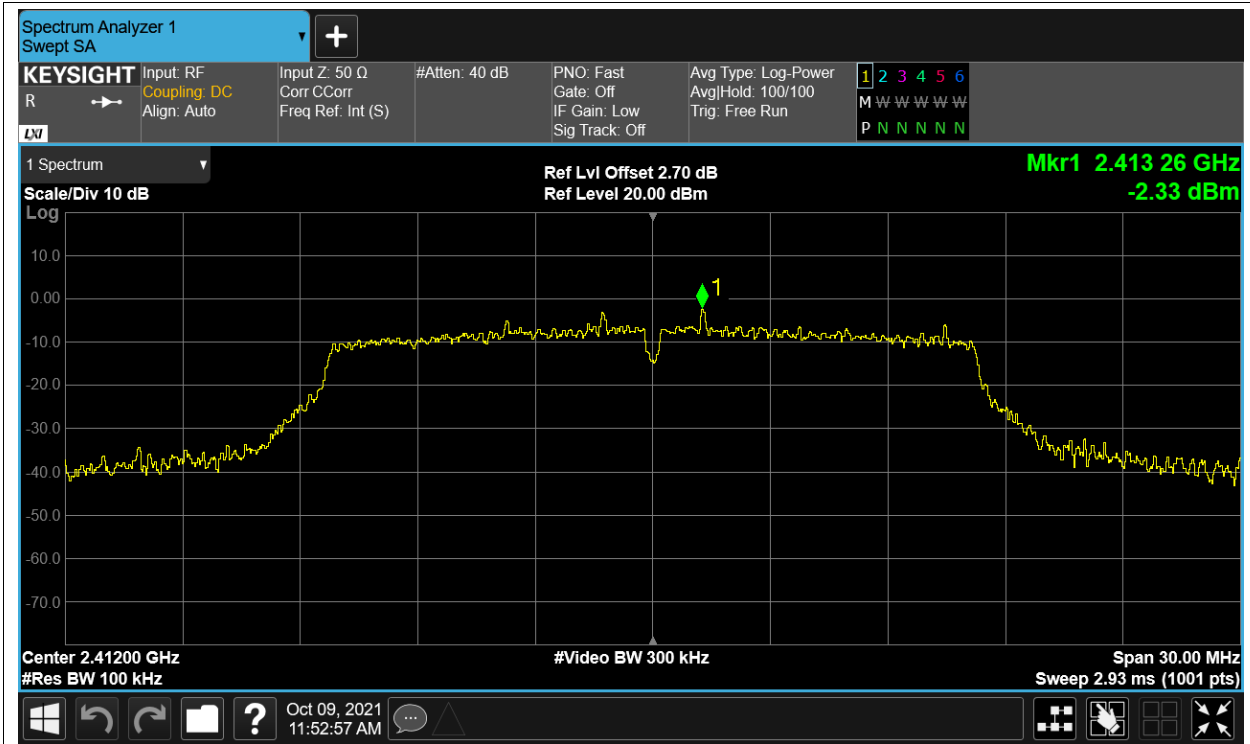 Spectrum Analyzer 1
Swept SA
KEYSIGHT
R
LXI
Input: RF
Coupling: DC
Align: Auto
Input Z: 50 Ω
Corr CCorr
Freq Ref: Int (S)
#Atten: 40 dB
PNO: Fast
Gate: Off
IF Gain: Low
Sig Track: Off
Avg Type: Log-Power
Avg|Hold: 100/100
Trig: Free Run
1 2 3 4 5 6
M W W W W W
P N N N N N
1 Spectrum
Scale/Div 10 dB
Ref Lvl Offset 2.70 dB
Ref Level 20.00 dBm
Mkr1 2.413 26 GHz
-2.33 dBm
Log
10.0
0.00
-10.0
-20.0
-30.0
-40.0
-50.0
-60.0
-70.0
1
Center 2.41200 GHz
#Res BW 100 kHz
#Video BW 300 kHz
Span 30.00 MHz
Sweep 2.93 ms (1001 pts)
?
Oct 09, 2021
11:52:57 AM